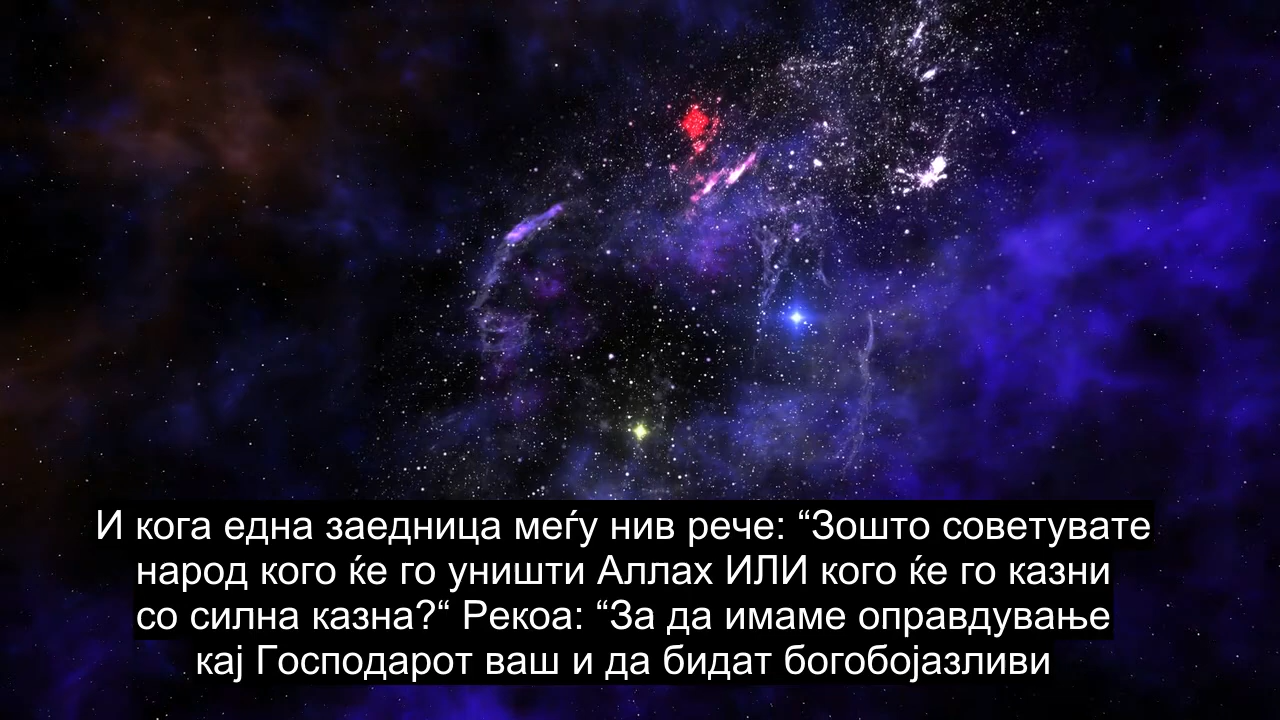 И кога една заедница меѓу нив рече: “Зошто советувате
народ кого ќе го уништи Аллах ИЛИ кого ќе го казни
со силна казна?“ Рекоа: “За да имаме оправдување
кај Господарот ваш и да бидат богобојазливи